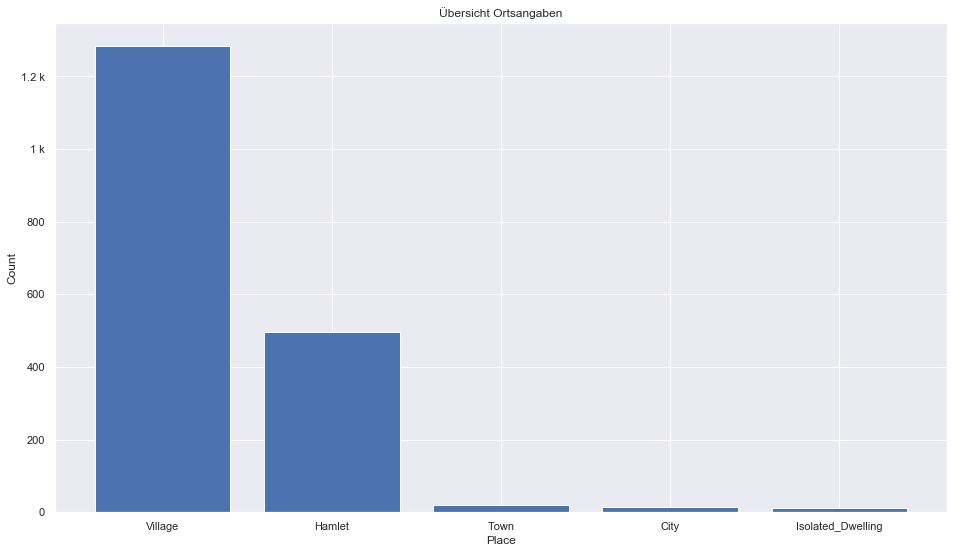 Übersicht Ortsangaben
1.2 k
1 k
800
600
400
200
0
Count
Village
Hamlet
Town
City
Isolated_Dwelling
Place